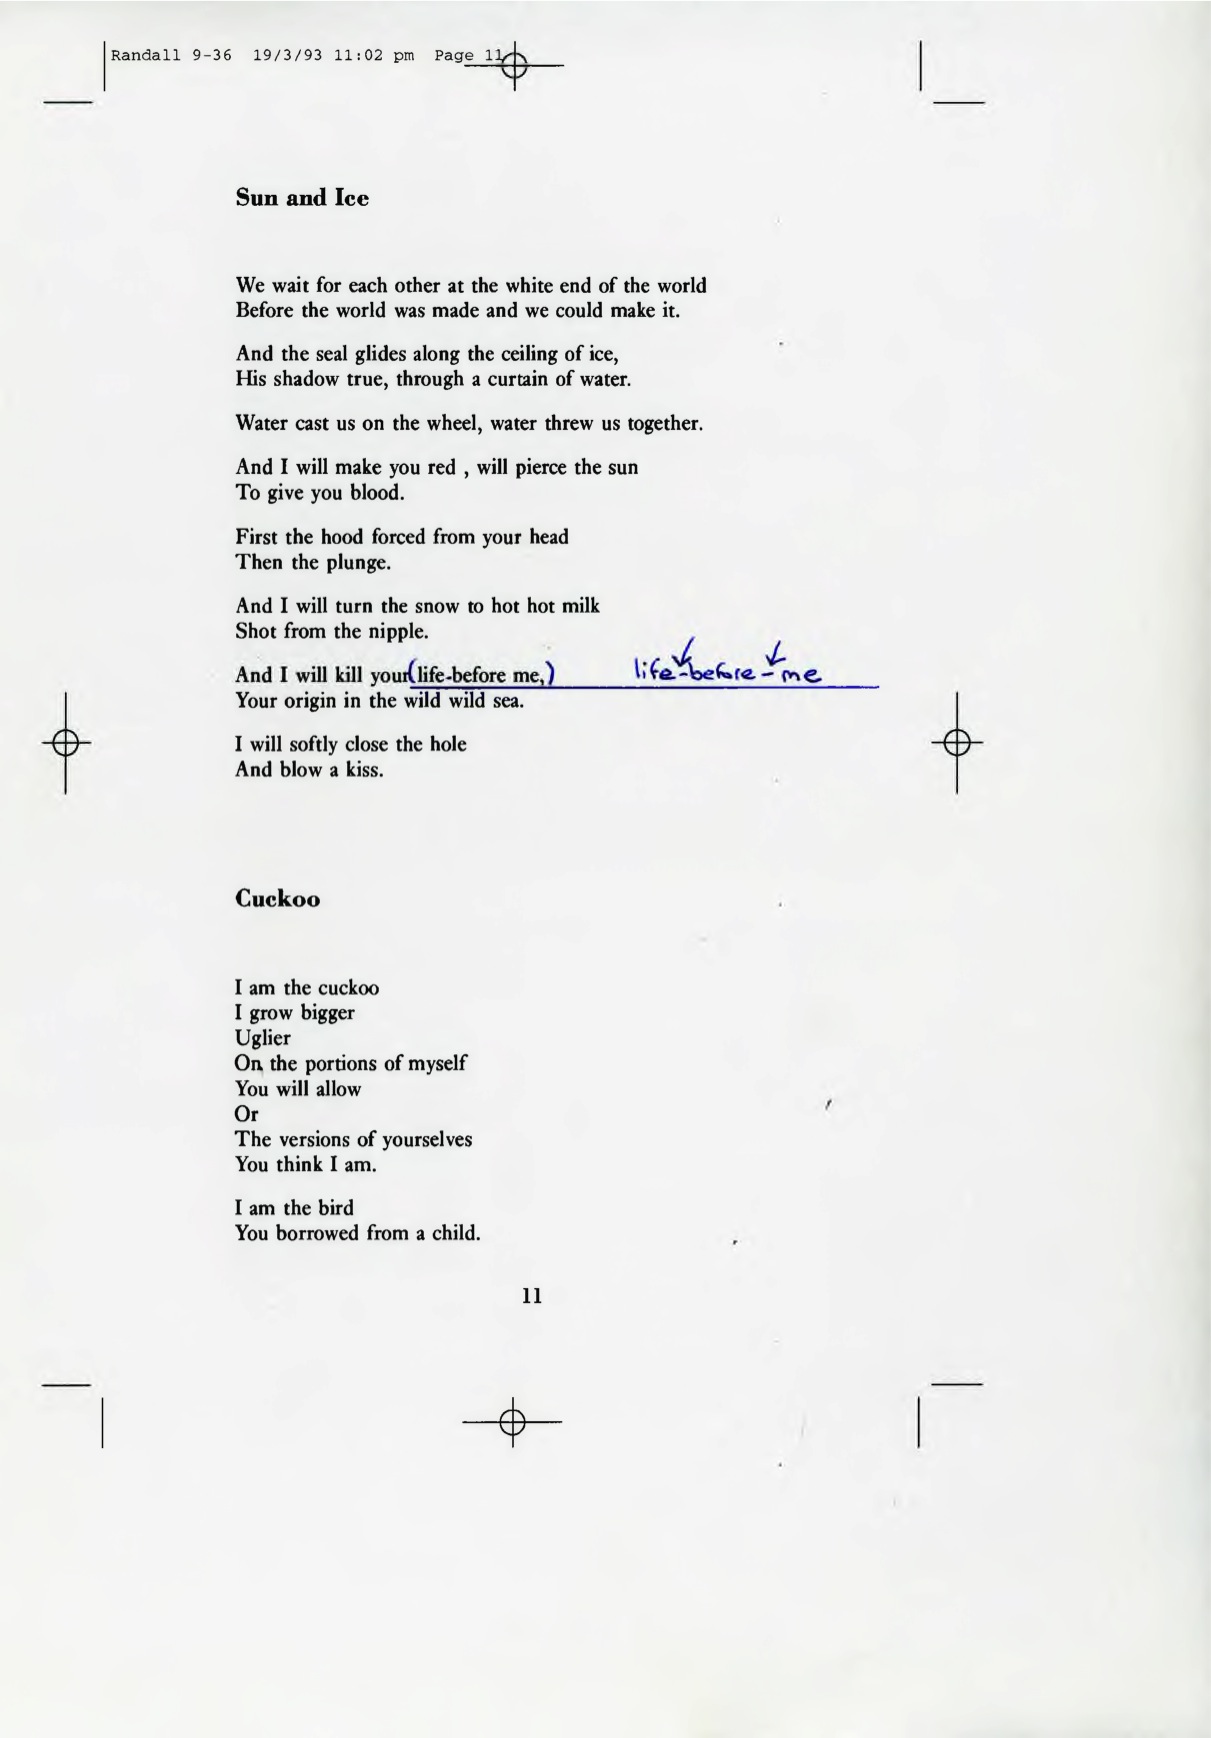 Randall 9-36 19/3/93 11:02 pm Page 11
Sun and Ice
We wait for each other at the white end of the world
Before the world was made and we could make it.
And the seal glides along the ceiling of ice,
His shadow true, through a curtain of water.
Water cast us on the wheel, water threw us together.
And I will make you red , will pierce the sun
To give you blood.
First the hood forced from your head
Then the plunge.
And I will turn the snow to hot hot milk
Shot from the nipple.
And I will kill your(life-before me,) life-before-me
Your origin in the wild wild sea.
I will softly close the hole
And blow a kiss.
Cuckoo
I am the cuckoo
I grow bigger
Uglier
On the portions of myself
You will allow
Or
The versions of yourselves
You think I am.
I am the bird
You borrowed from a child.
11